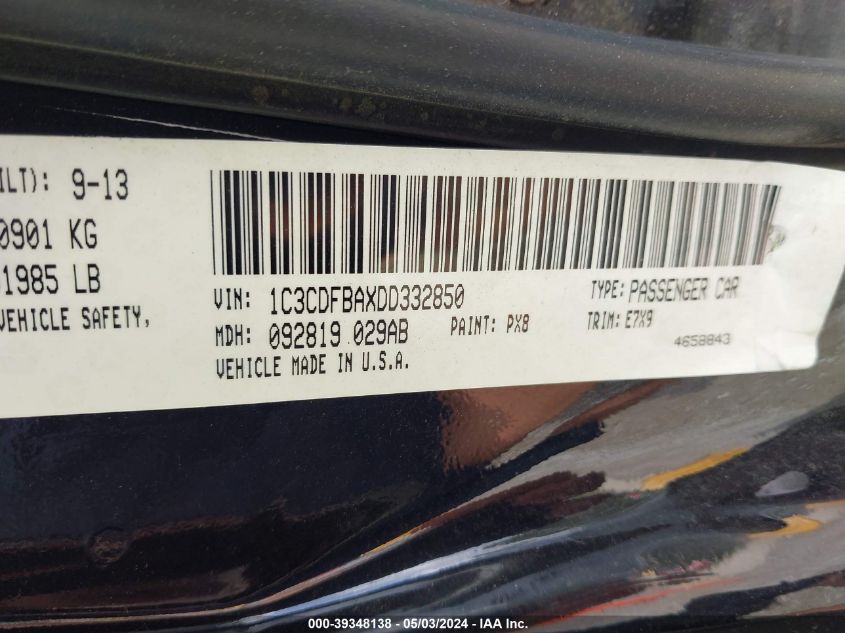 ILT): 9-13
0901 KG
1985 LB
VEHICLE SAFETY,
VIN: 1C3CDFBAXDD332850
TYPE: PASSENGER CAR
MDH: 092819 029AB
PAINT: PX8
TRIM: E7X9
VEHICLE MADE IN U.S.A.
4658843
000-39348138 - 05/03/2024 - IAA Inc.